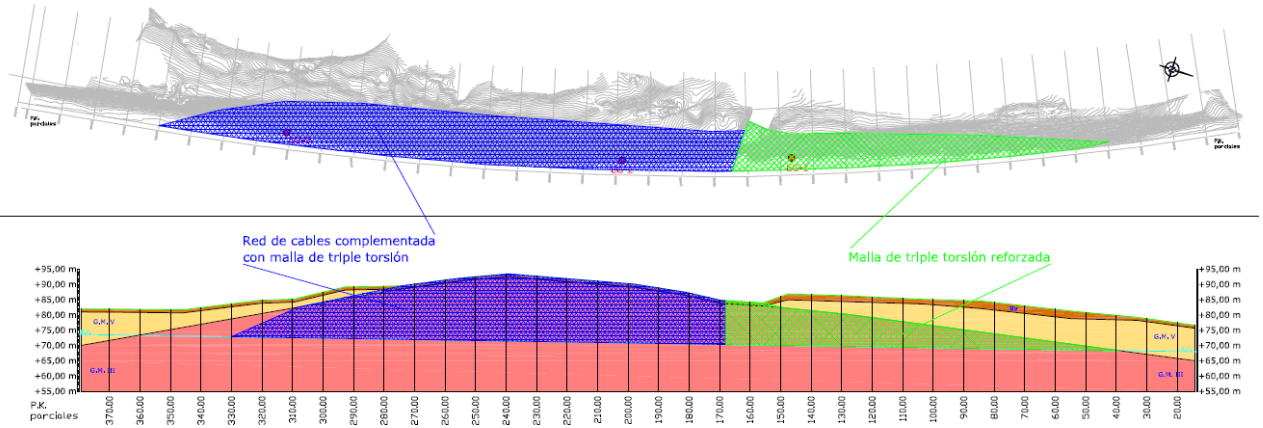 P.K.
parciales
P.K.
parciales
Red de cables complementada
con malla de triple torsión
Malla de triple torsión reforzada
+95,00 m
+90,00 m
+85,00 m
+80,00 m
+75,00 m
+70,00 m
+65,00 m
+60,00 m
+55,00 m
G.M. V
G.M. III
+95,00 m
+90,00 m
+85,00 m
+80,00 m
+75,00 m
+70,00 m
+65,00 m
+60,00 m
+55,00 m
G.M. V
G.M. III
P.K.
parciales
370.00
360.00
350.00
340.00
330.00
320.00
310.00
300.00
290.00
280.00
270.00
260.00
250.00
240.00
230.00
220.00
210.00
200.00
190.00
180.00
170.00
160.00
150.00
140.00
130.00
120.00
110.00
100.00
90.00
80.00
70.00
60.00
50.00
40.00
30.00
20.00